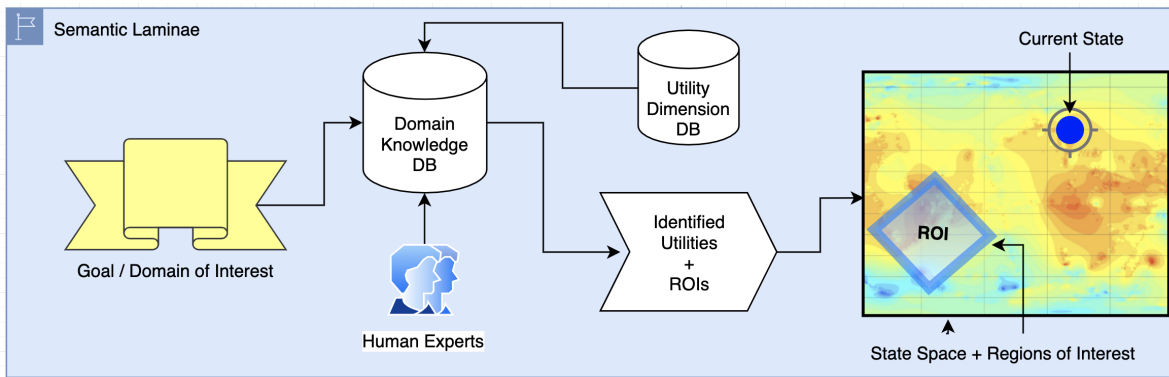 Semantic Laminae
Current State
Utility
Dimension
DB
Domain
Knowledge
DB
Identified
Utilities
+
ROIs
ROI
Goal / Domain of Interest
Human Experts
State Space + Regions of Interest